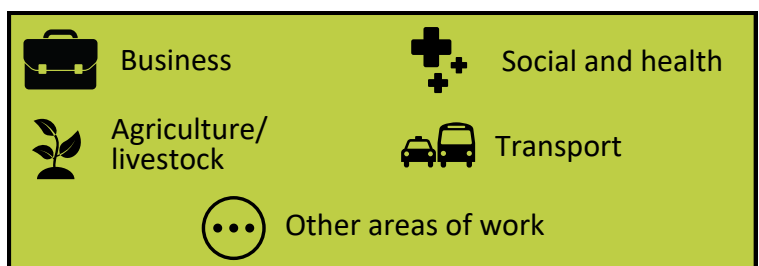 Business
Social and health
Agriculture/
livestock
Transport
Other areas of work